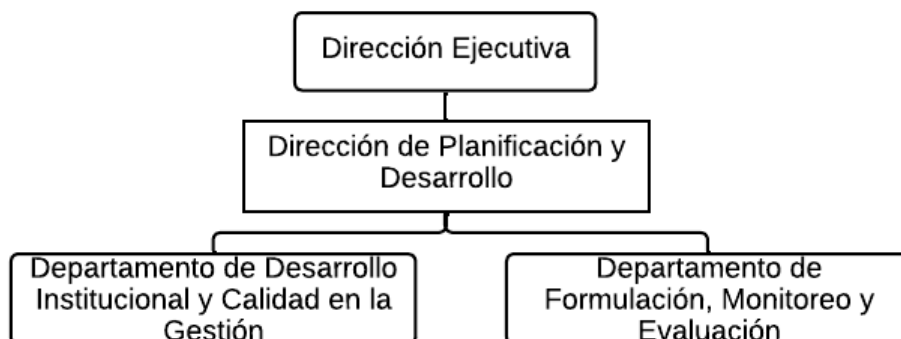 Dirección Ejecutiva
Dirección de Planificación y
Desarrollo
Departamento de Desarrollo
Institucional y Calidad en la
Gestión
Departamento de
Formulación, Monitoreo y
Evaluación